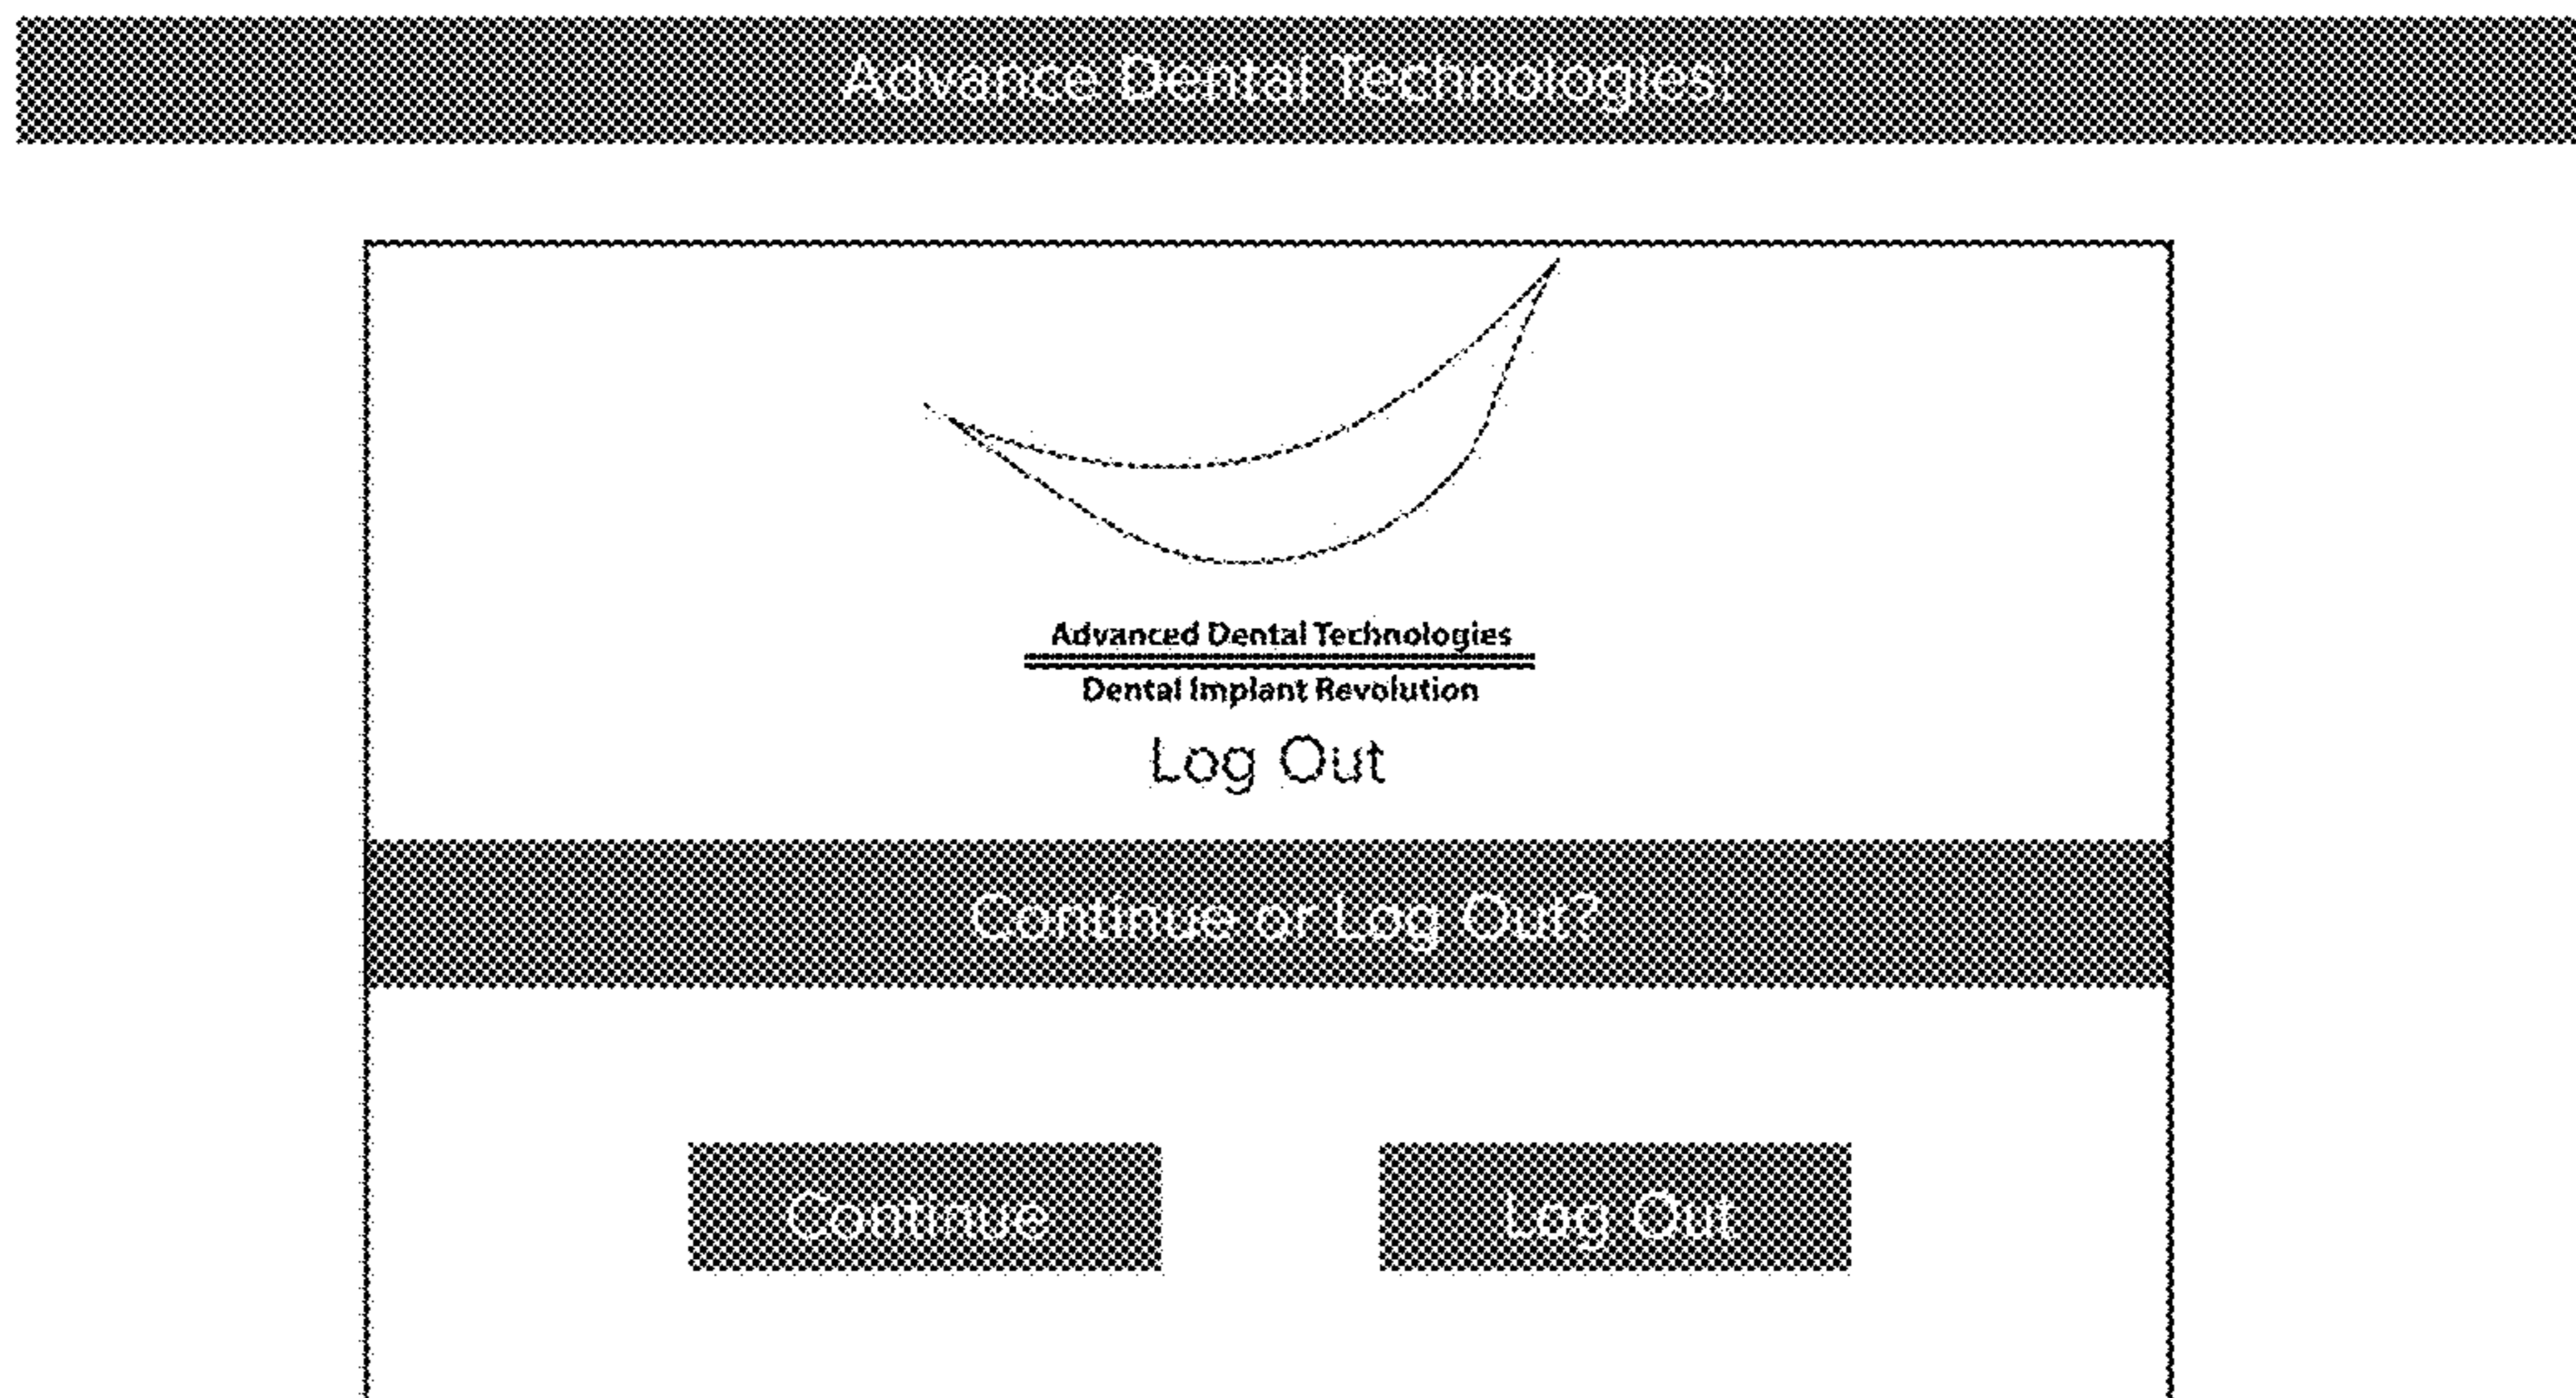 Advance Dental Technologies:
Advanced Dental Technologies
Dental Implant Revolution
Log Out
Continue or Log Out?
Continue
Log Out